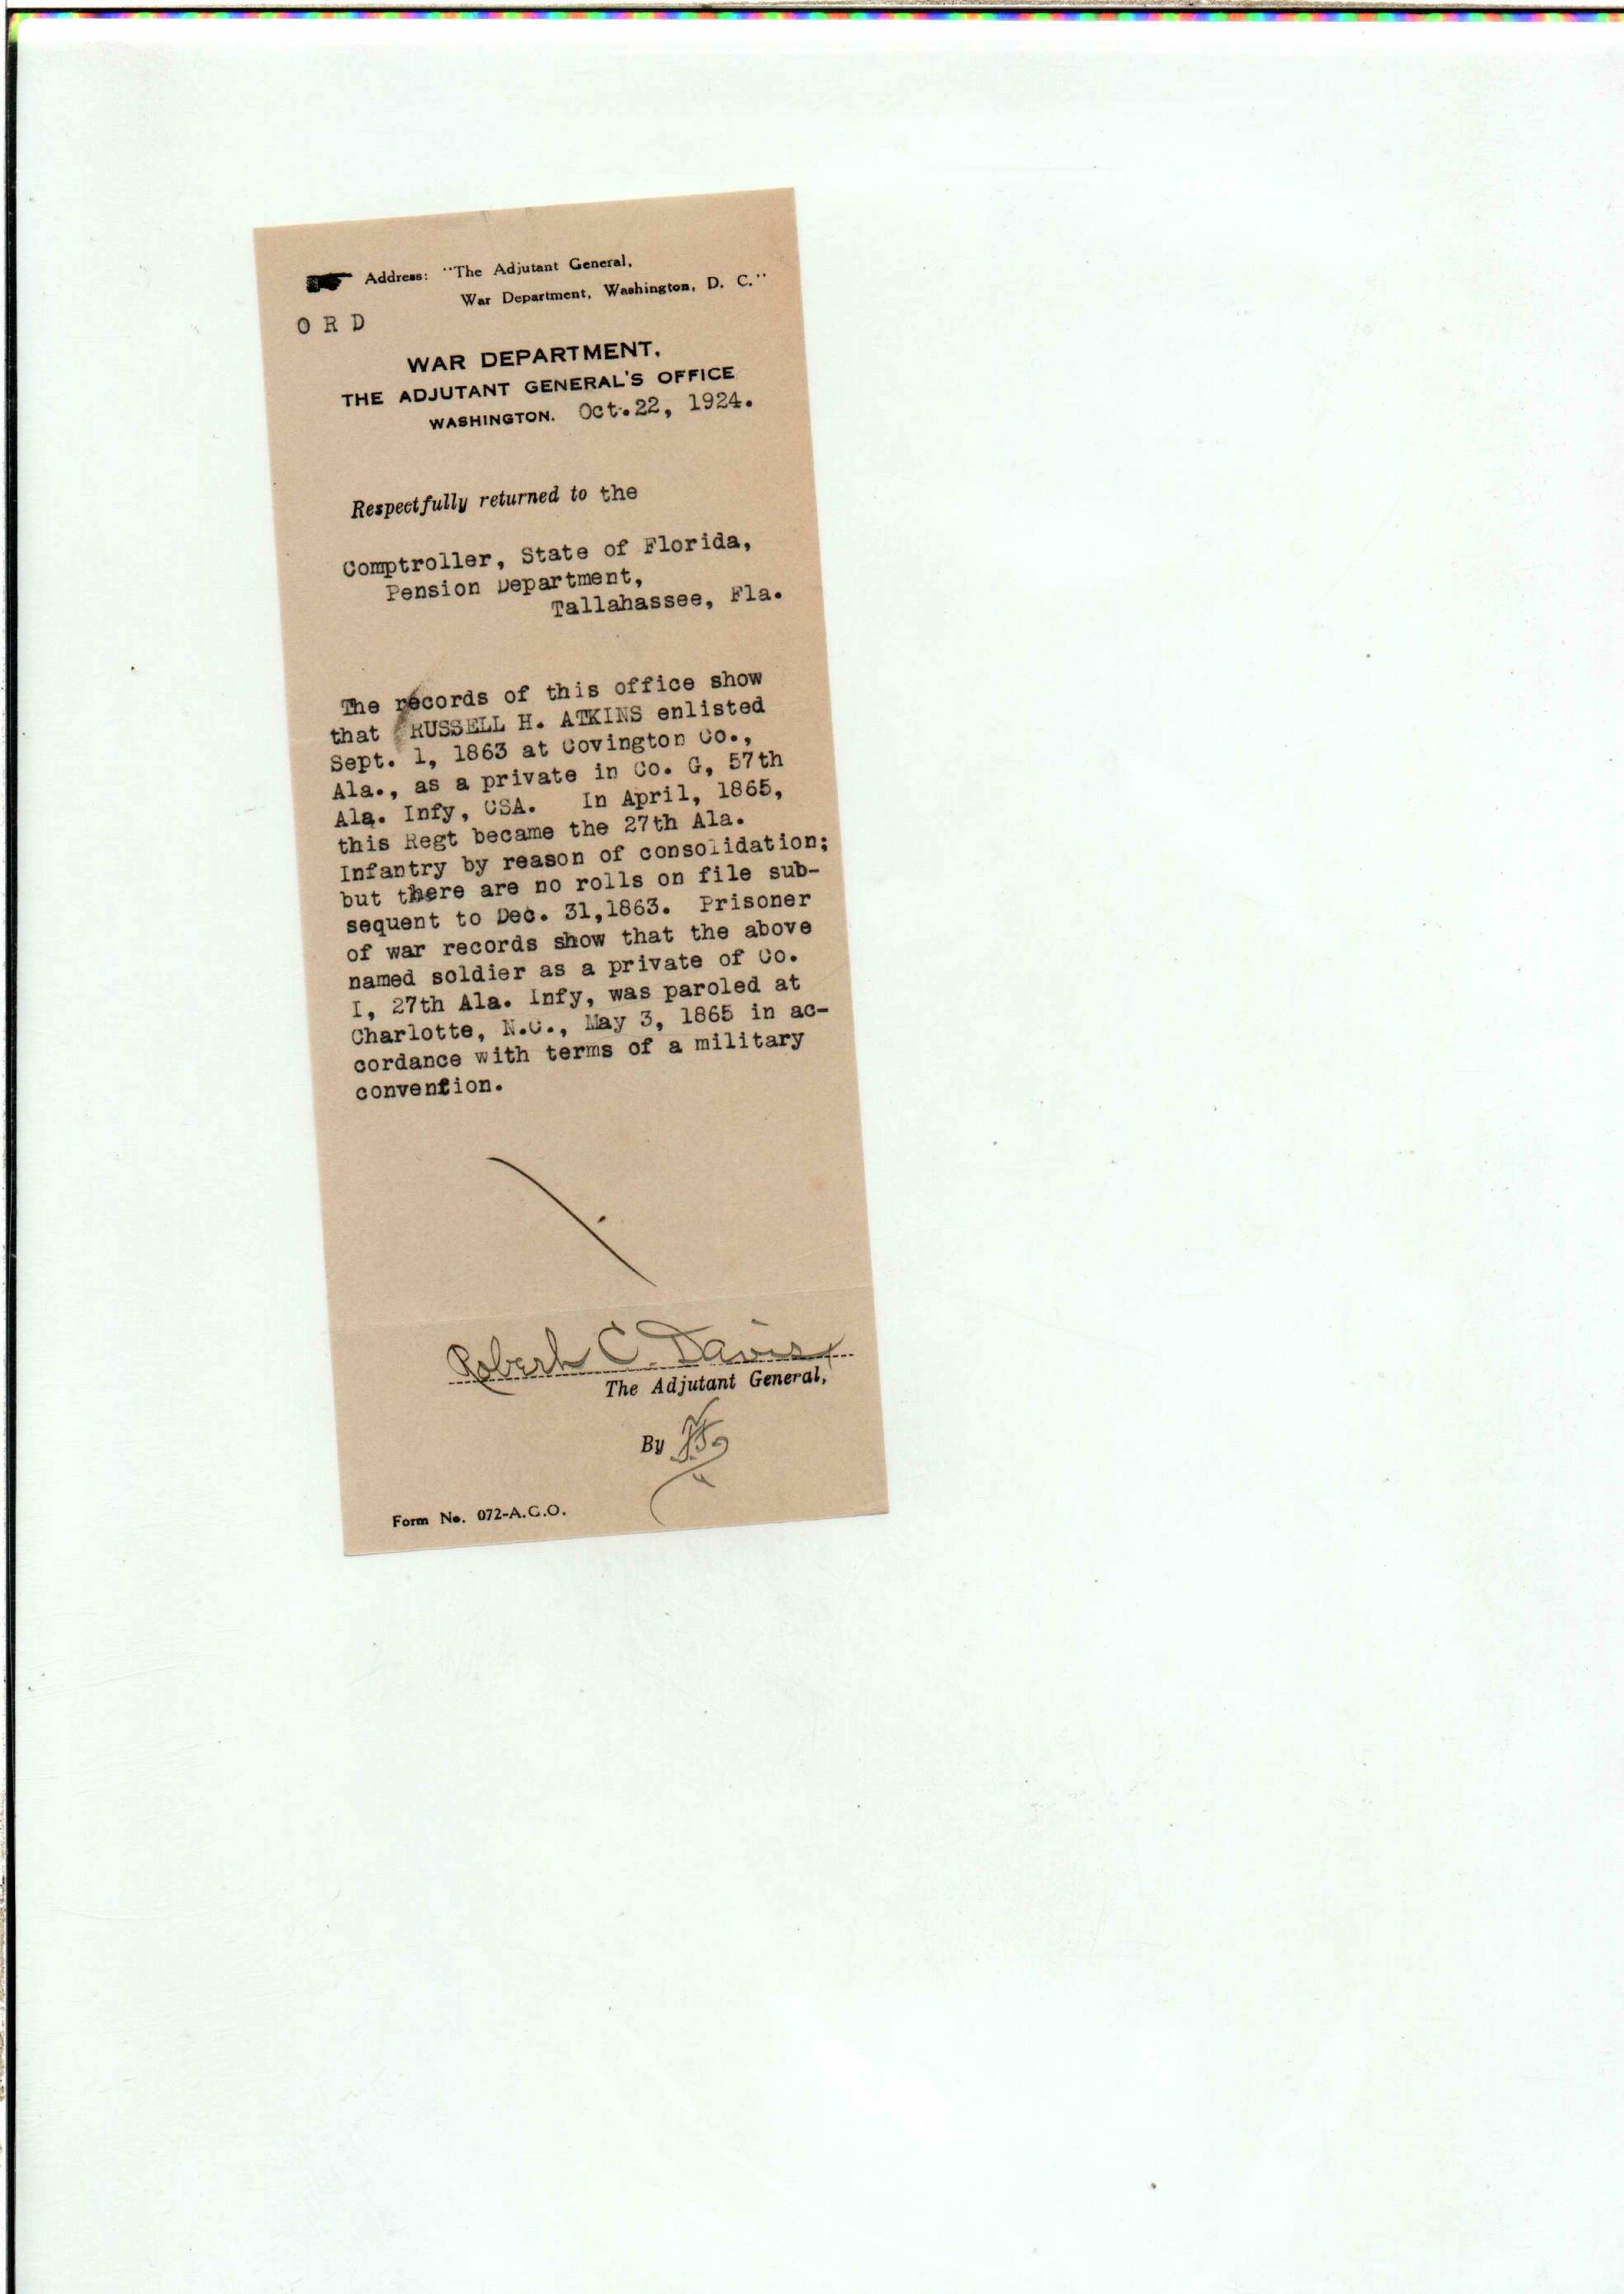 Address: "The Adjutant General,
War Department, Washington, D. C."
O R D
WAR DEPARTMENT,
THE ADJUTANT GENERAL'S OFFICE
WASHINGTON. Oct.22, 1924.
Respectfully returned to the
Comptroller, State of Florida,
Pension Department,
Tallahassee, Fla.
The records of this office show
that RUSSELL H. ATKINS enlisted
Sept. 1, 1863 at Covington Co.,
Ala., as a private in Co. G, 57th
Ala. Infy, CSA. In April, 1865,
this Regt became the 27th Ala.
Infantry by reason of consolidation;
but there are no rolls on file sub-
sequent to Dec. 31,1863. Prisoner
of war records show that the above
named soldier as a private of Co.
I, 27th Ala. Infy, was paroled at
Charlotte, N.C., May 3, 1865 in ac-
cordance with terms of a military
convention.
Robert C. Davis
The Adjutant General,
By
Form No. 072-A.G.O.